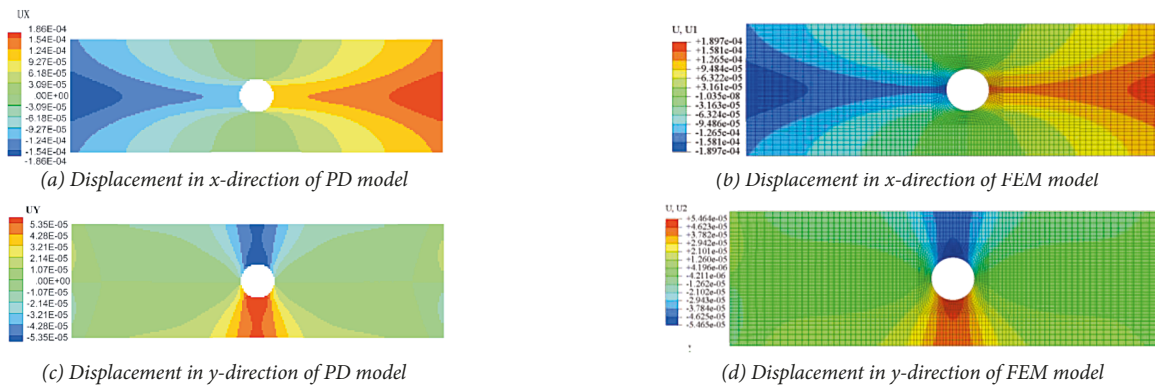 UX
1.86E-04
1.54E-04
1.24E-04
9.27E-05
6.18E-05
3.09E-05
.00E+00
-3.09E-05
-6.18E-05
-9.27E-05
-1.24E-04
-1.54E-04
-1.86E-04
(a) Displacement in x-direction of PD model
U, U1
+1.897e-04
+1.581e-04
+1.265e-04
+9.484e-05
+6.322e-05
+3.161e-05
-1.035e-08
-3.163e-05
-6.324e-05
-9.486e-05
-1.265e-04
-1.581e-04
-1.897e-04
(b) Displacement in x-direction of FEM model
UY
5.35E-05
4.28E-05
3.21E-05
2.14E-05
1.07E-05
.00E+00
-1.07E-05
-2.14E-05
-3.21E-05
-4.28E-05
-5.35E-05
(c) Displacement in y-direction of PD model
U, U2
+5.464e-05
+4.623e-05
+3.782e-05
+2.942e-05
+2.101e-05
+1.260e-05
+4.196e-06
-4.211e-06
-1.262e-05
-2.102e-05
-2.943e-05
-3.784e-05
-4.625e-05
-5.465e-05
(d) Displacement in y-direction of FEM model